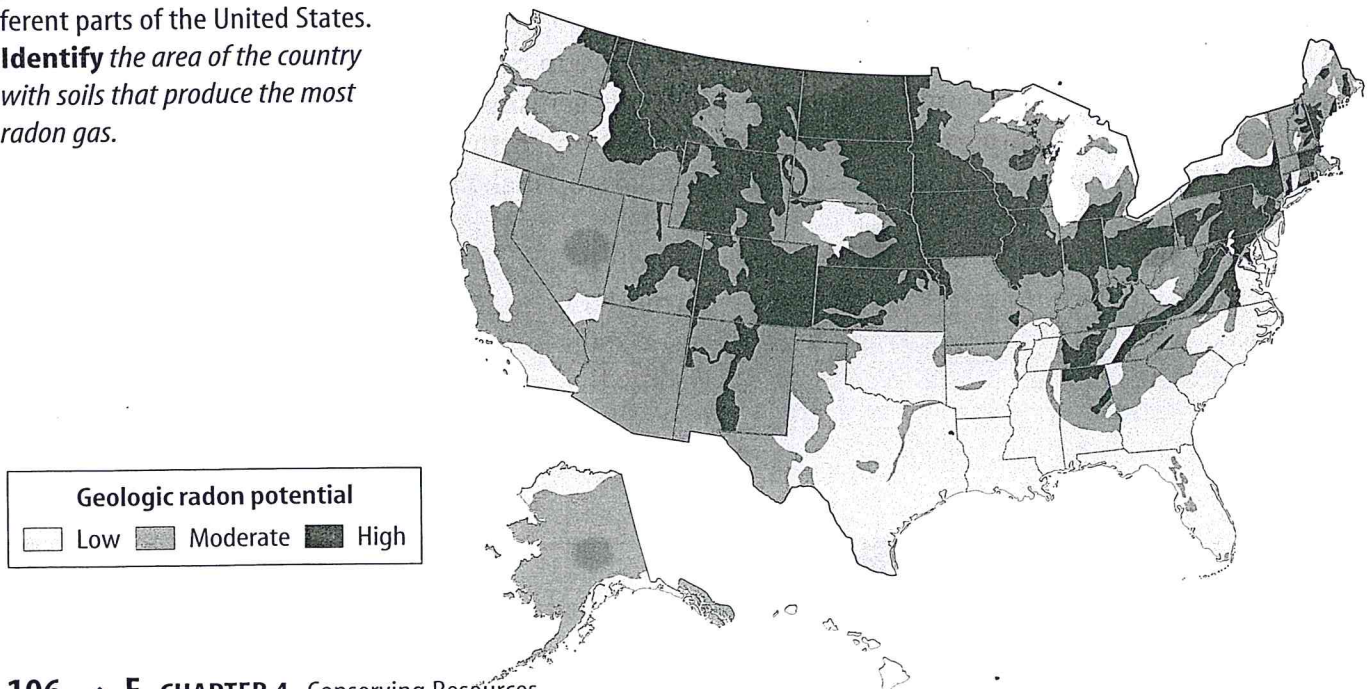 ferent parts of the United States.
Identify the area of the country
with soils that produce the most
radon gas.
Geologic radon potential
Low Moderate High
106 E CHAPTER 4 Conserving Resources